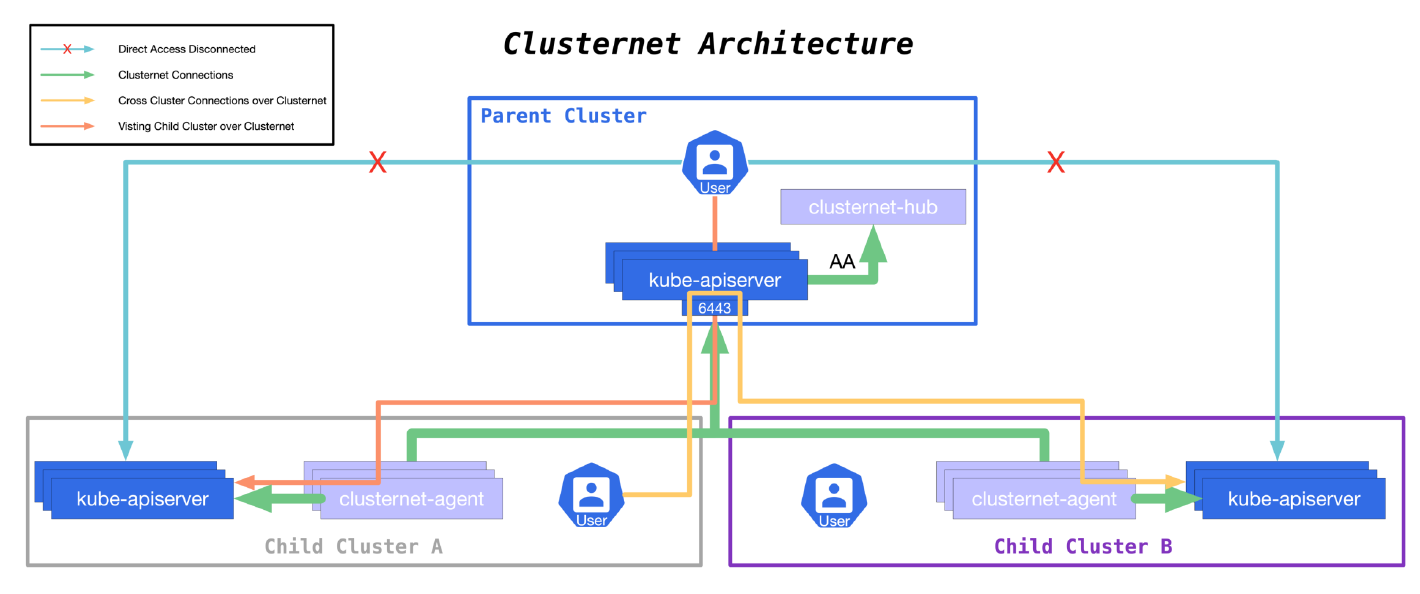 Clusternet Architecture
Direct Access Disconnected
Clusternet Connections
Cross Cluster Connections over Clusternet
Visting Child Cluster over Clusternet
Parent Cluster
X
X
User
clusternet-hub
AA
kube-apiserver
6443
kube-apiserver
clusternet-agent
User
Child Cluster A
User
clusternet-agent
kube-apiserver
Child Cluster B